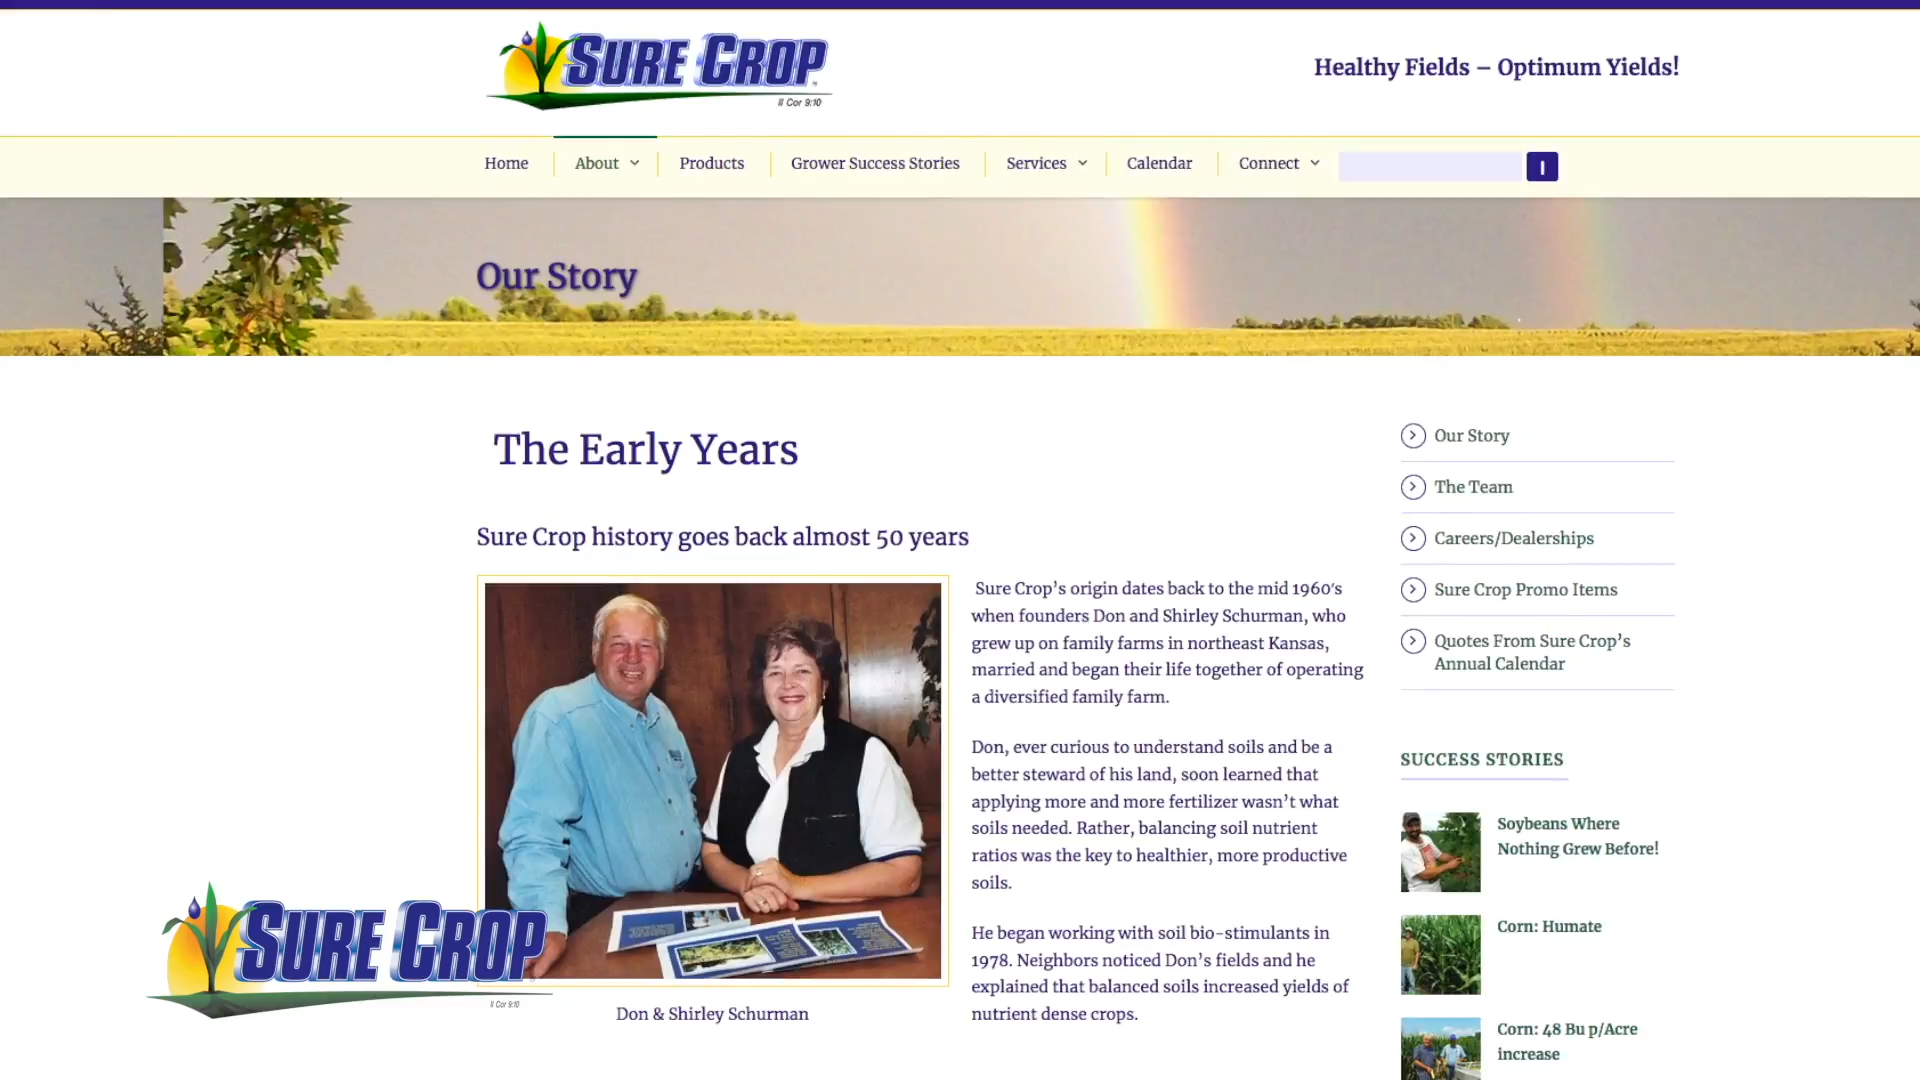 SURE CROP
II Cor 9:10
Healthy Fields – Optimum Yields!
Home
About
Products
Grower Success Stories
Services
Calendar
Connect
Our Story
The Early Years
Sure Crop history goes back almost 50 years
Sure Crop’s origin dates back to the mid 1960's
when founders Don and Shirley Schurman, who
grew up on family farms in northeast Kansas,
married and began their life together of operating
a diversified family farm.
Don, ever curious to understand soils and be a
better steward of his land, soon learned that
applying more and more fertilizer wasn’t what
soils needed. Rather, balancing soil nutrient
ratios was the key to healthier, more productive
soils.
He began working with soil bio-stimulants in
1978. Neighbors noticed Don’s fields and he
explained that balanced soils increased yields of
nutrient dense crops.
Don & Shirley Schurman
SURE CROP
II Cor 9:10
Our Story
The Team
Careers/Dealerships
Sure Crop Promo Items
Quotes From Sure Crop’s
Annual Calendar
SUCCESS STORIES
Soybeans Where
Nothing Grew Before!
Corn: Humate
Corn: 48 Bu p/Acre
increase